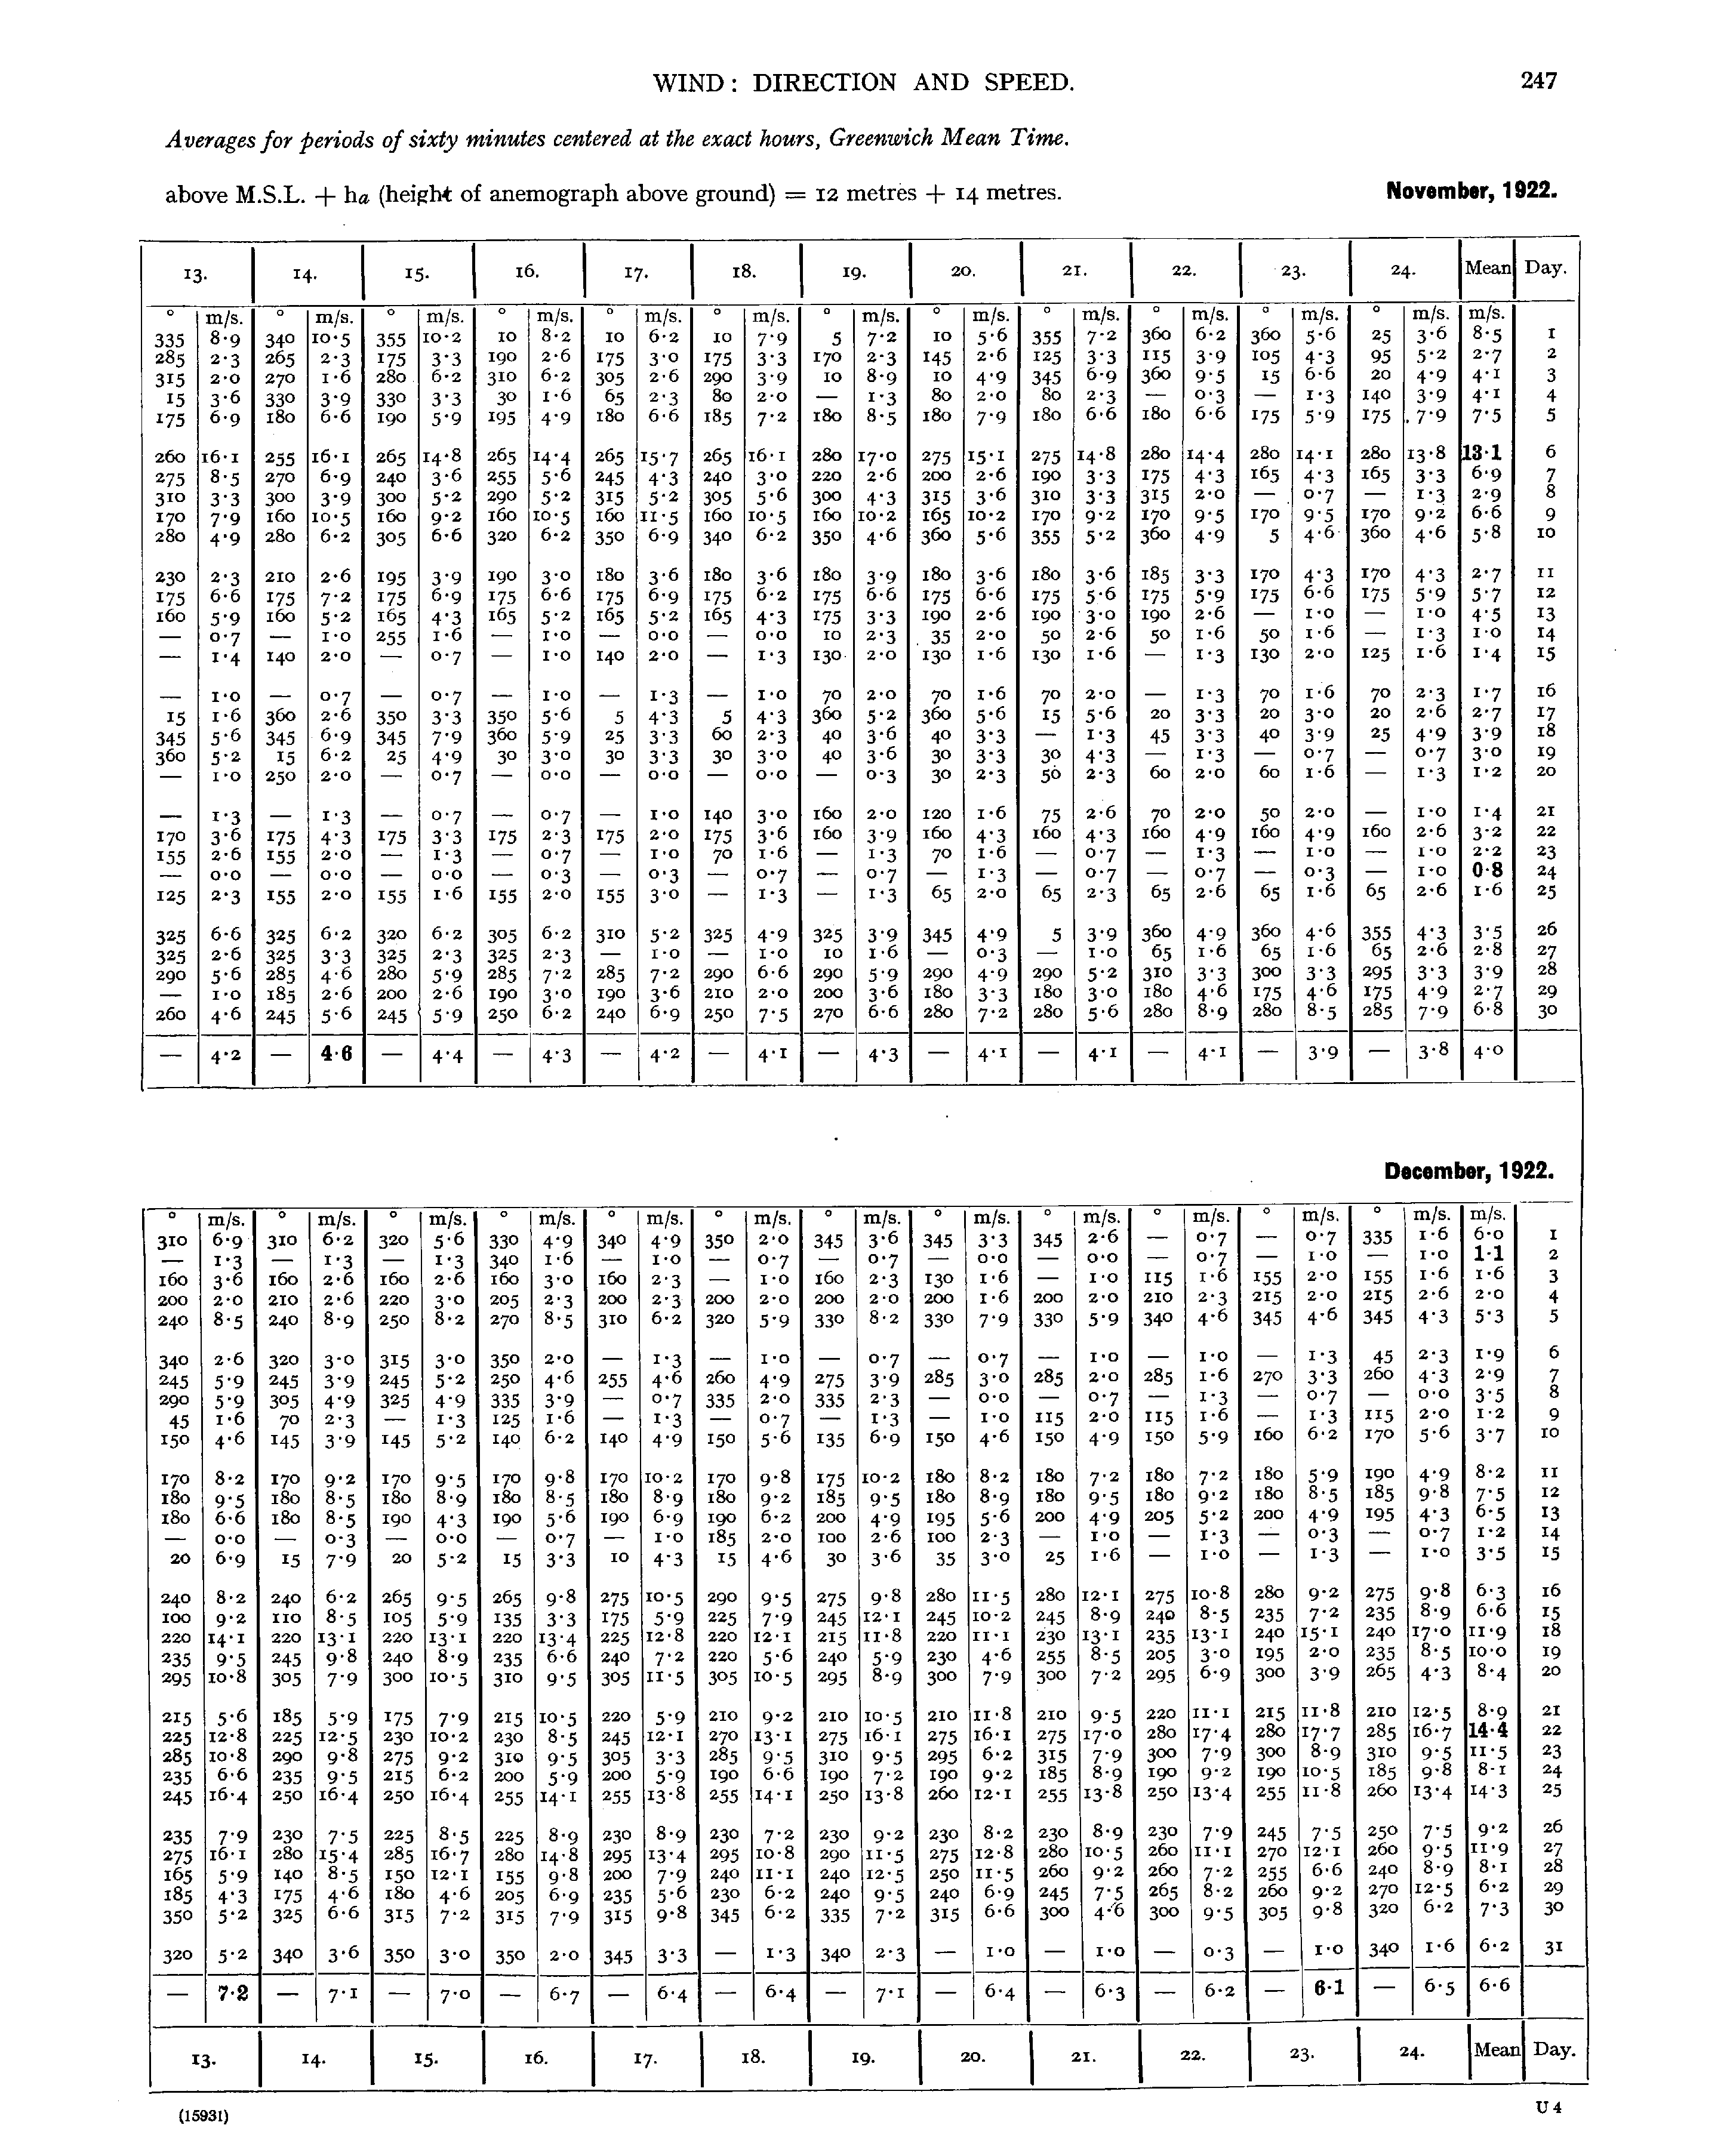 WIND: DIRECTION AND SPEED. 247
Averages for periods of sixty minutes centered at the exact hours, Greenwich Mean Time.
above M.S.L. + ha (height of anemograph above ground) = 12 metres + 14 metres. November, 1922.
13. 14. 15. 16. 17. 18. 19. 20. 21. 22. 23. 24. Mean Day.
° m/s. ° m/s. ° m/s. ° m/s. ° m/s. ° m/s. ° m/s. ° m/s. ° m/s. ° m/s. ° m/s. ° m/s. m/s.
335 8·9 340 10·5 355 10·2 10 8·2 10 6·2 10 7·9 5 7·2 10 5·6 355 7·2 360 6·2 360 5·6 25 3·6 8·5 1
285 2·3 265 2·3 175 3·3 190 2·6 175 3·0 175 3·3 170 2·3 145 2·6 125 3·3 115 3·9 105 4·3 95 5·2 2·7 2
315 2·0 270 1·6 280 6·2 310 6·2 305 2·6 290 3·9 10 8·9 10 4·9 345 6·9 360 9·5 15 6·6 20 4·9 4·1 3
15 3·6 330 3·9 330 3·3 30 1·6 65 2·3 80 2·0 — 1·3 80 2·0 80 2·3 — 0·3 — 1·3 140 3·9 4·1 4
175 6·9 180 6·6 190 5·9 195 4·9 180 6·6 185 7·2 180 8·5 180 7·9 180 6·6 180 6·6 175 5·9 175 7·9 7·5 5
260 16·1 255 16·1 265 14·8 265 14·4 265 15·7 265 16·1 280 17·0 275 15·1 275 14·8 280 14·4 280 14·1 280 13·8 13·1 6
275 8·5 270 6·9 240 3·6 255 5·6 245 4·3 240 3·0 220 2·6 200 2·6 190 3·3 175 4·3 165 4·3 165 3·3 6·9 7
310 3·3 300 3·9 300 5·2 290 5·2 315 5·2 305 5·6 300 4·3 315 3·6 310 3·3 315 2·0 — 0·7 — 1·3 2·9 8
170 7·9 160 10·5 160 9·2 160 10·5 160 11·5 160 10·5 160 10·2 165 10·2 170 9·2 170 9·5 170 9·5 170 9·2 6·6 9
280 4·9 280 6·2 305 6·6 320 6·2 350 6·9 340 6·2 350 4·6 360 5·6 355 5·2 360 4·9 5 4·6 360 4·6 5·8 10
230 2·3 210 2·6 195 3·9 190 3·0 180 3·6 180 3·6 180 3·9 180 3·6 180 3·6 185 3·3 170 4·3 170 4·3 2·7 11
175 6·6 175 7·2 175 6·9 175 6·6 175 6·9 175 6·2 175 6·6 175 6·6 175 5·6 175 5·9 175 6·6 175 5·9 5·7 12
160 5·9 160 5·2 165 4·3 165 5·2 165 5·2 165 4·3 175 3·3 190 2·6 190 3·0 190 2·6 — 1·0 — 1·0 4·5 13
— 0·7 — 1·0 255 1·6 — 1·0 — 0·0 — 0·0 10 2·3 35 2·0 50 2·6 50 1·6 50 1·6 — 1·3 1·0 14
— 1·4 140 2·0 — 0·7 — 1·0 140 2·0 — 1·3 130 2·0 130 1·6 130 1·6 — 1·3 130 2·0 125 1·6 1·4 15
— 1·0 — 0·7 — 0·7 — 1·0 — 1·3 — 1·0 70 2·0 70 1·6 70 2·0 — 1·3 70 1·6 70 2·3 1·7 16
15 1·6 360 2·6 350 3·3 350 5·6 5 4·3 5 4·3 360 5·2 360 5·6 15 5·6 20 3·3 20 3·0 20 2·6 2·7 17
345 5·6 345 6·9 345 7·9 360 5·9 25 3·3 60 2·3 40 3·6 40 3·3 — 1·3 45 3·3 40 3·9 25 4·9 3·9 18
360 5·2 15 6·2 25 4·9 30 3·0 30 3·3 30 3·0 40 3·6 30 3·3 30 4·3 — 1·3 — 0·7 — 0·7 3·0 19
— 1·0 250 2·0 — 0·7 — 0·0 — 0·0 — 0·0 — 0·3 30 2·3 50 2·3 60 2·0 60 1·6 — 1·3 1·2 20
— 1·3 — 1·3 — 0·7 — 0·7 — 1·0 140 3·0 160 2·0 120 1·6 75 2·6 70 2·0 50 2·0 — 1·0 1·4 21
170 3·6 175 4·3 175 3·3 175 2·3 175 2·0 175 3·6 160 3·9 160 4·3 160 4·3 160 4·9 160 4·9 160 2·6 3·2 22
155 2·6 155 2·0 — 1·3 — 0·7 — 1·0 70 1·6 — 1·3 70 1·6 — 0·7 — 1·3 — 1·0 — 1·0 2·2 23
— 0·0 — 0·0 — 0·0 — 0·3 — 0·3 — 0·7 — 0·7 — 1·3 — 0·7 — 0·7 — 0·3 — 1·0 0·8 24
125 2·3 155 2·0 155 1·6 155 2·0 155 3·0 — 1·3 — 1·3 65 2·0 65 2·3 65 2·6 65 1·6 65 2·6 1·6 25
325 6·6 325 6·2 320 6·2 305 6·2 310 5·2 325 4·9 325 3·9 345 4·9 5 3·9 360 4·9 360 4·6 355 4·3 3·5 26
325 2·6 325 3·3 325 2·3 325 2·3 — 1·0 — 1·0 10 1·6 — 0·3 — 1·0 65 1·6 65 1·6 65 2·6 2·8 27
290 5·6 285 4·6 280 5·9 285 7·2 285 7·2 290 6·6 290 5·9 290 4·9 290 5·2 310 3·3 300 3·3 295 3·3 3·9 28
— 1·0 185 2·6 200 2·6 190 3·0 190 3·6 210 2·0 200 3·6 180 3·3 180 3·0 180 4·6 175 4·6 175 4·9 2·7 29
260 4·6 245 5·6 245 5·9 250 6·2 240 6·9 250 7·5 270 6·6 280 7·2 280 5·6 280 8·9 280 8·5 285 7·9 6·8 30
— 4·2 — 4·6 — 4·4 — 4·3 — 4·2 — 4·1 — 4·3 — 4·1 — 4·1 — 4·1 — 3·9 — 3·8 4·0
December, 1922.
° m/s. ° m/s. ° m/s. ° m/s. ° m/s. ° m/s. ° m/s. ° m/s. ° m/s. ° m/s. ° m/s. ° m/s. m/s.
310 6·9 310 6·2 320 5·6 330 4·9 340 4·9 350 2·0 345 3·6 345 3·3 345 2·6 — 0·7 — 0·7 335 1·6 6·0 1
— 1·3 — 1·3 — 1·3 340 1·6 — 1·0 — 0·7 — 0·7 — 0·0 — 0·0 — 0·7 — 1·0 — 1·0 1·1 2
160 3·6 160 2·6 160 2·6 160 3·0 160 2·3 — 1·0 160 2·3 130 1·6 — 1·0 115 1·6 155 2·0 155 1·6 1·6 3
200 2·0 210 2·6 220 3·0 205 2·3 200 2·3 200 2·0 200 2·0 200 1·6 200 2·0 210 2·3 215 2·0 215 2·6 2·0 4
240 8·5 240 8·9 250 8·2 270 8·5 310 6·2 320 5·9 330 8·2 330 7·9 330 5·9 340 4·6 345 4·6 345 4·3 5·3 5
340 2·6 320 3·0 315 3·0 350 2·0 — 1·3 — 1·0 — 0·7 — 0·7 — 1·0 — 1·0 — 1·3 45 2·3 1·9 6
245 5·9 245 3·9 245 5·2 250 4·6 255 4·6 260 4·9 275 3·9 285 3·0 285 2·0 285 1·6 270 3·3 260 4·3 2·9 7
290 5·9 305 4·9 325 4·9 335 3·9 — 0·7 335 2·0 335 2·3 — 0·0 — 0·7 — 1·3 — 0·7 — 0·0 3·5 8
45 1·6 70 2·3 — 1·3 125 1·6 — 1·3 — 0·7 — 1·3 — 1·0 115 2·0 115 1·6 — 1·3 115 2·0 1·2 9
150 4·6 145 3·9 145 5·2 140 6·2 140 4·9 150 5·6 135 6·9 150 4·6 150 4·9 150 5·9 160 6·2 170 5·6 3·7 10
170 8·2 170 9·2 170 9·5 170 9·8 170 10·2 170 9·8 175 10·2 180 8·2 180 7·2 180 7·2 180 5·9 190 4·9 8·2 11
180 9·5 180 8·5 180 8·9 180 8·5 180 8·9 180 9·2 185 9·5 180 8·9 180 9·5 180 9·2 180 8·5 185 9·8 7·5 12
180 6·6 180 8·5 190 4·3 190 5·6 190 6·9 190 6·2 200 4·9 195 5·6 200 4·9 205 5·2 200 4·9 195 4·3 6·5 13
— 0·0 — 0·3 — 0·0 — 0·7 — 1·0 185 2·0 100 2·6 100 2·3 — 1·0 — 1·3 — 0·3 — 0·7 1·2 14
20 6·9 15 7·9 20 5·2 15 3·3 10 4·3 15 4·6 30 3·6 35 3·0 25 1·6 — 1·0 — 1·3 — 1·0 3·5 15
240 8·2 240 6·2 265 9·5 265 9·8 275 10·5 290 9·5 275 9·8 280 11·5 280 12·1 275 10·8 280 9·2 275 9·8 6·3 16
100 9·2 110 8·5 105 5·9 135 3·3 175 5·9 225 7·9 245 12·1 245 10·2 245 8·9 240 8·5 235 7·2 235 8·9 6·6 15
220 14·1 220 13·1 220 13·1 220 13·4 225 12·8 220 12·1 215 11·8 220 11·1 230 13·1 235 13·1 240 15·1 240 17·0 11·9 18
235 9·5 245 9·8 240 8·9 235 6·6 240 7·2 220 5·6 240 5·9 230 4·6 255 8·5 205 3·0 195 2·0 235 8·5 10·0 19
295 10·8 305 7·9 300 10·5 310 9·5 305 11·5 305 10·5 295 8·9 300 7·9 300 7·2 295 6·9 300 3·9 265 4·3 8·4 20
215 5·6 185 5·9 175 7·9 215 10·5 220 5·9 210 9·2 210 10·5 210 11·8 210 9·5 220 11·1 215 11·8 210 12·5 8·9 21
225 12·8 225 12·5 230 10·2 230 8·5 245 12·1 270 13·1 275 16·1 275 16·1 275 17·0 280 17·4 280 17·7 285 16·7 14·4 22
285 10·8 290 9·8 275 9·2 310 9·5 305 3·3 285 9·5 310 9·5 295 6·2 315 7·9 300 7·9 300 8·9 310 9·5 11·5 23
235 6·6 235 9·5 215 6·2 200 5·9 200 5·9 190 6·6 190 7·2 190 9·2 185 8·9 190 9·2 190 10·5 185 9·8 8·1 24
245 16·4 250 16·4 250 16·4 255 14·1 255 13·8 255 14·1 250 13·8 260 12·1 255 13·8 250 13·4 255 11·8 260 13·4 14·3 25
235 7·9 230 7·5 225 8·5 225 8·9 230 8·9 230 7·2 230 9·2 230 8·2 230 8·9 230 7·9 245 7·5 250 7·5 9·2 26
275 16·1 280 15·4 285 16·7 280 14·8 295 13·4 295 10·8 290 11·5 275 12·8 280 10·5 260 11·1 270 12·1 260 9·5 11·9 27
165 5·9 140 8·5 150 12·1 155 9·8 200 7·9 240 11·1 240 12·5 250 11·5 260 9·2 260 7·2 255 6·6 240 8·9 8·1 28
185 4·3 175 4·6 180 4·6 205 6·9 235 5·6 230 6·2 240 9·5 240 6·9 245 7·5 265 8·2 260 9·2 270 12·5 6·2 29
350 5·2 325 6·6 315 7·2 315 7·9 315 9·8 345 6·2 335 7·2 315 6·6 300 4·6 300 9·5 305 9·8 320 6·2 7·3 30
320 5·2 340 3·6 350 3·0 350 2·0 345 3·3 — 1·3 340 2·3 — 1·0 — 1·0 — 0·3 — 1·0 340 1·6 6·2 31
— 7·2 — 7·1 — 7·0 — 6·7 — 6·4 — 6·4 — 7·1 — 6·4 — 6·3 — 6·2 — 6·1 — 6·5 6·6
13. 14. 15. 16. 17. 18. 19. 20. 21. 22. 23. 24. Mean Day.
(15931) U 4